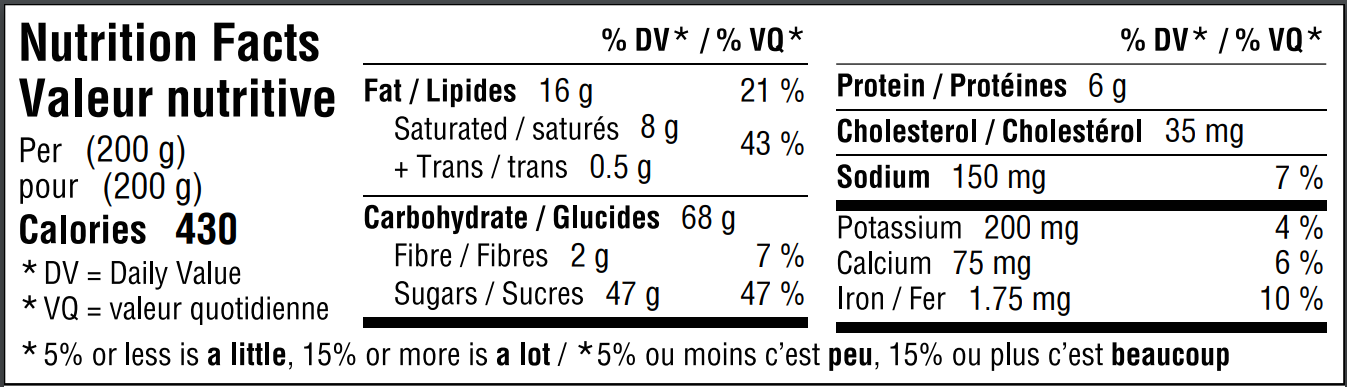 Nutrition Facts
Valeur nutritive
Per (200 g)
pour (200 g)
Calories 430
* DV = Daily Value
* VQ = valeur quotidienne
% DV* / % VQ*
Fat / Lipides 16 g 21 %
Saturated / saturés 8 g
+ Trans / trans 0.5 g
43 %
Carbohydrate / Glucides 68 g
Fibre / Fibres 2 g 7 %
Sugars / Sucres 47 g 47 %
% DV* / % VQ*
Protein / Protéines 6 g
Cholesterol / Cholestérol 35 mg
Sodium 150 mg 7 %
Potassium 200 mg 4 %
Calcium 75 mg 6 %
Iron / Fer 1.75 mg 10 %
* 5% or less is a little, 15% or more is a lot / * 5% ou moins c’est peu, 15% ou plus c’est beaucoup